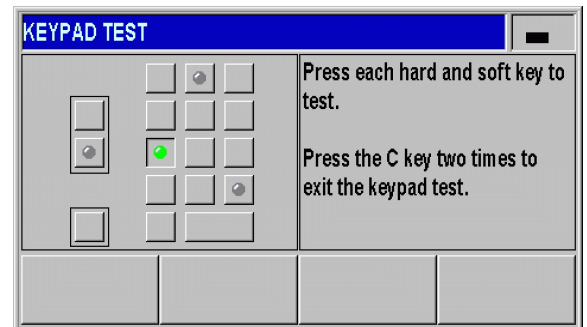 KEYPAD TEST
Press each hard and soft key to
test.
Press the C key two times to
exit the keypad test.